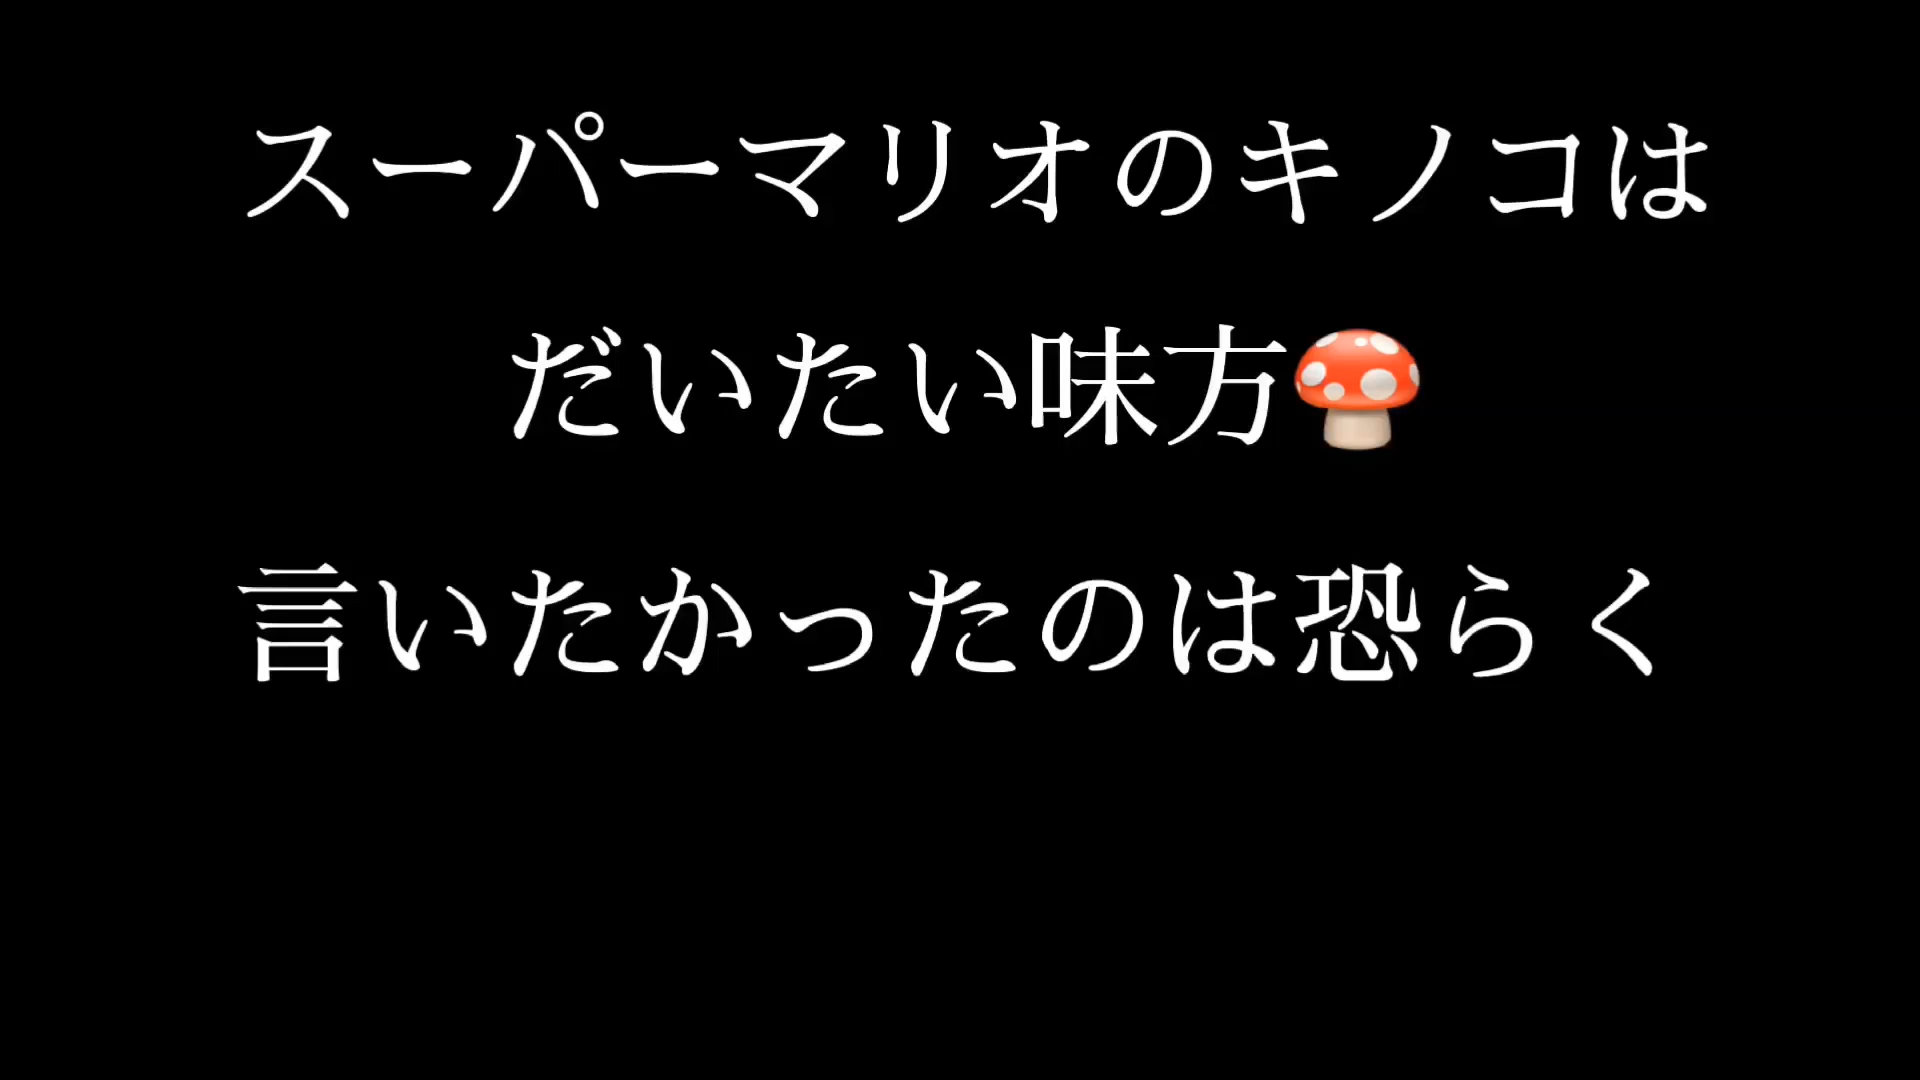 スーパーマリオのキノコは
だいたい味方🍄
言いたかったのは恐らく